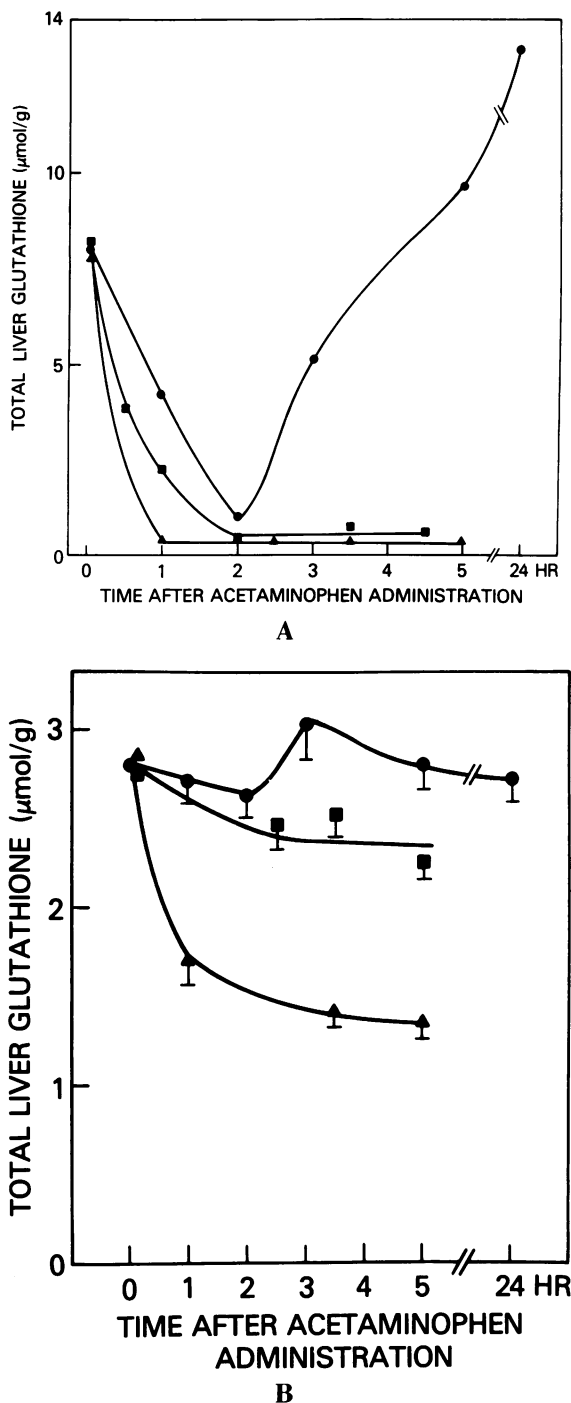 14
10
5
0
TOTAL LIVER GLUTATHIONE (μmol/g)
0 1 2 3 4 5 24 HR
TIME AFTER ACETAMINOPHEN ADMINISTRATION
A
3
2
1
0
TOTAL LIVER GLUTATHIONE (μmol/g)
0 1 2 3 4 5 24 HR
TIME AFTER ACETAMINOPHEN
ADMINISTRATION
B